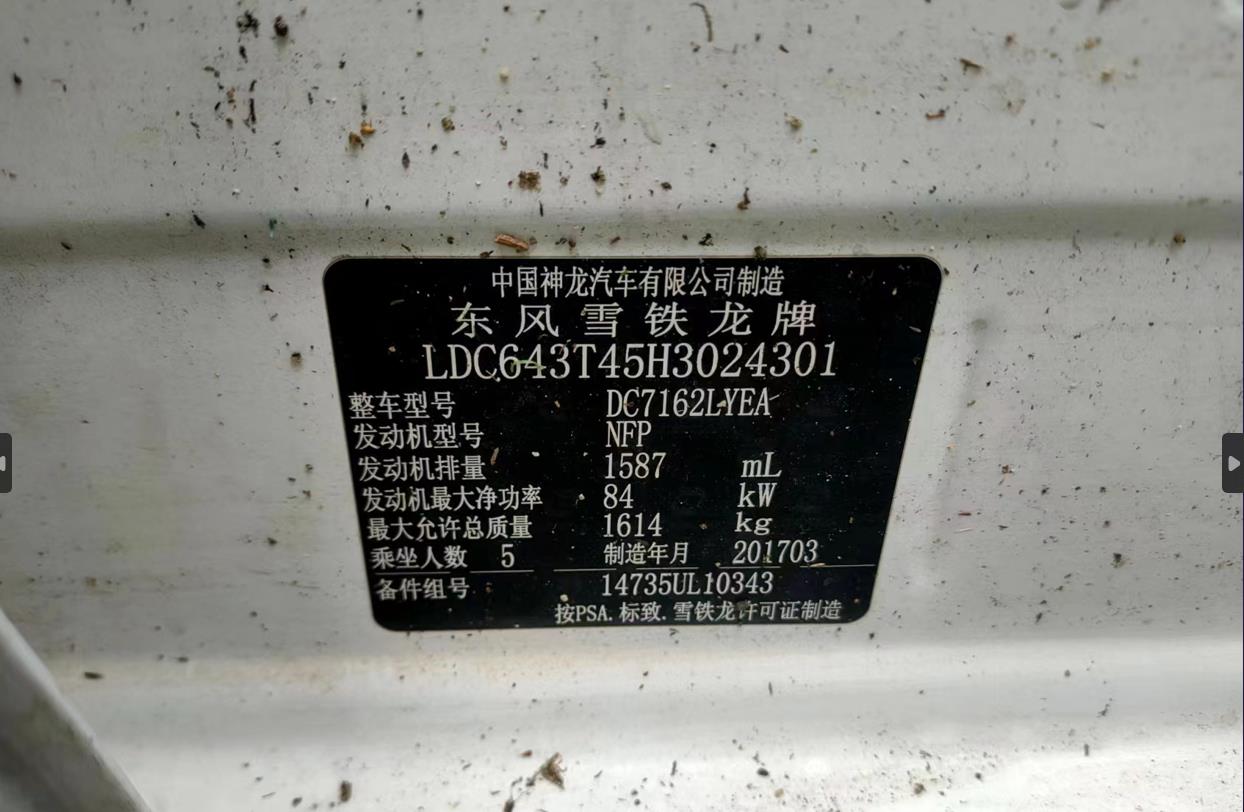 中国神龙汽车有限公司制造
东风雪铁龙牌
LDC643T45H3024301
整车型号 DC7162LYEA
发动机型号 NFP
发动机排量 1587 mL
发动机最大净功率 84 kW
最大允许总质量 1614 kg
乘坐人数 5 制造年月 201703
备件组号 14735UL10343
按PSA.标致.雪铁龙许可证制造